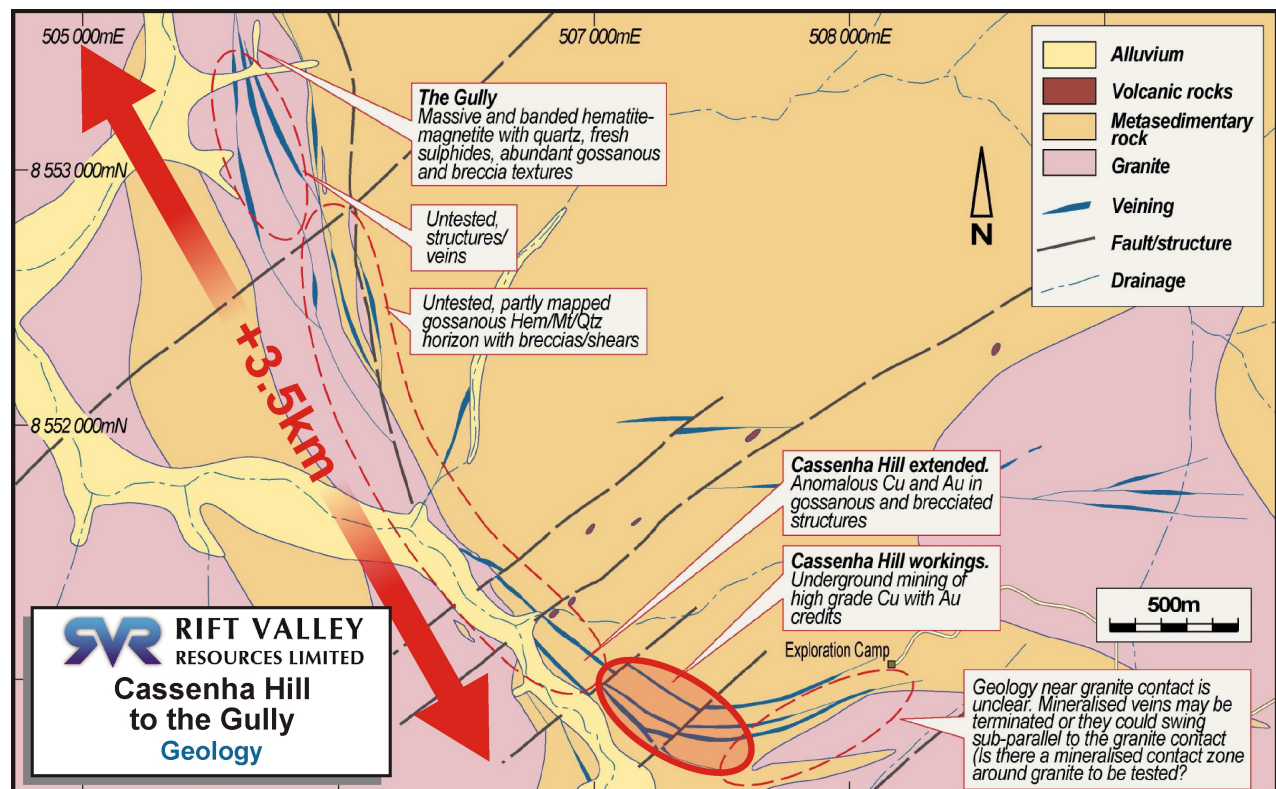 505 000mE
507 000mE
508 000mE
8 553 000mN
8 552 000mN
The Gully
Massive and banded hematite-
magnetite with quartz, fresh
sulphides, abundant gossanous
and breccia textures
Untested,
structures/
veins
Untested, partly mapped
gossanous Hem/Mt/Qtz
horizon with breccias/shears
Alluvium
Volcanic rocks
Metasedimentary
rock
Granite
Veining
Fault/structure
Drainage
N
+3.5km
Cassenha Hill extended.
Anomalous Cu and Au in
gossanous and brecciated
structures
Cassenha Hill workings.
Underground mining of
high grade Cu with Au
credits
500m
Exploration Camp
Geology near granite contact is
unclear. Mineralised veins may be
terminated or they could swing
sub-parallel to the granite contact
(Is there a mineralised contact zone
around granite to be tested?
RVR RIFT VALLEY
RESOURCES LIMITED
Cassenha Hill
to the Gully
Geology